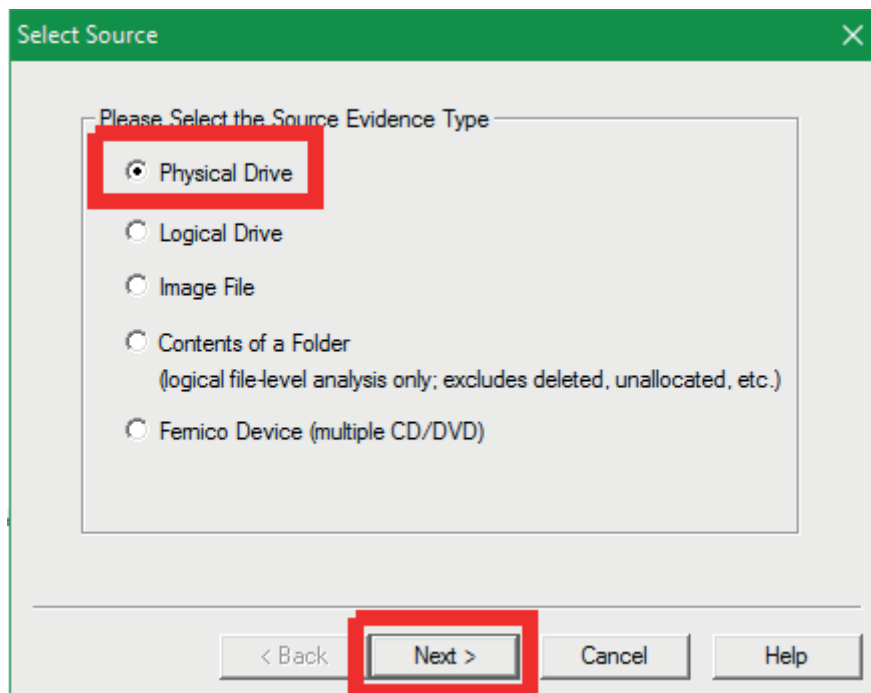 Select Source
Please Select the Source Evidence Type
Physical Drive
Logical Drive
Image File
Contents of a Folder
(logical file-level analysis only; excludes deleted, unallocated, etc.)
Fernico Device (multiple CD/DVD)
< Back Next > Cancel Help